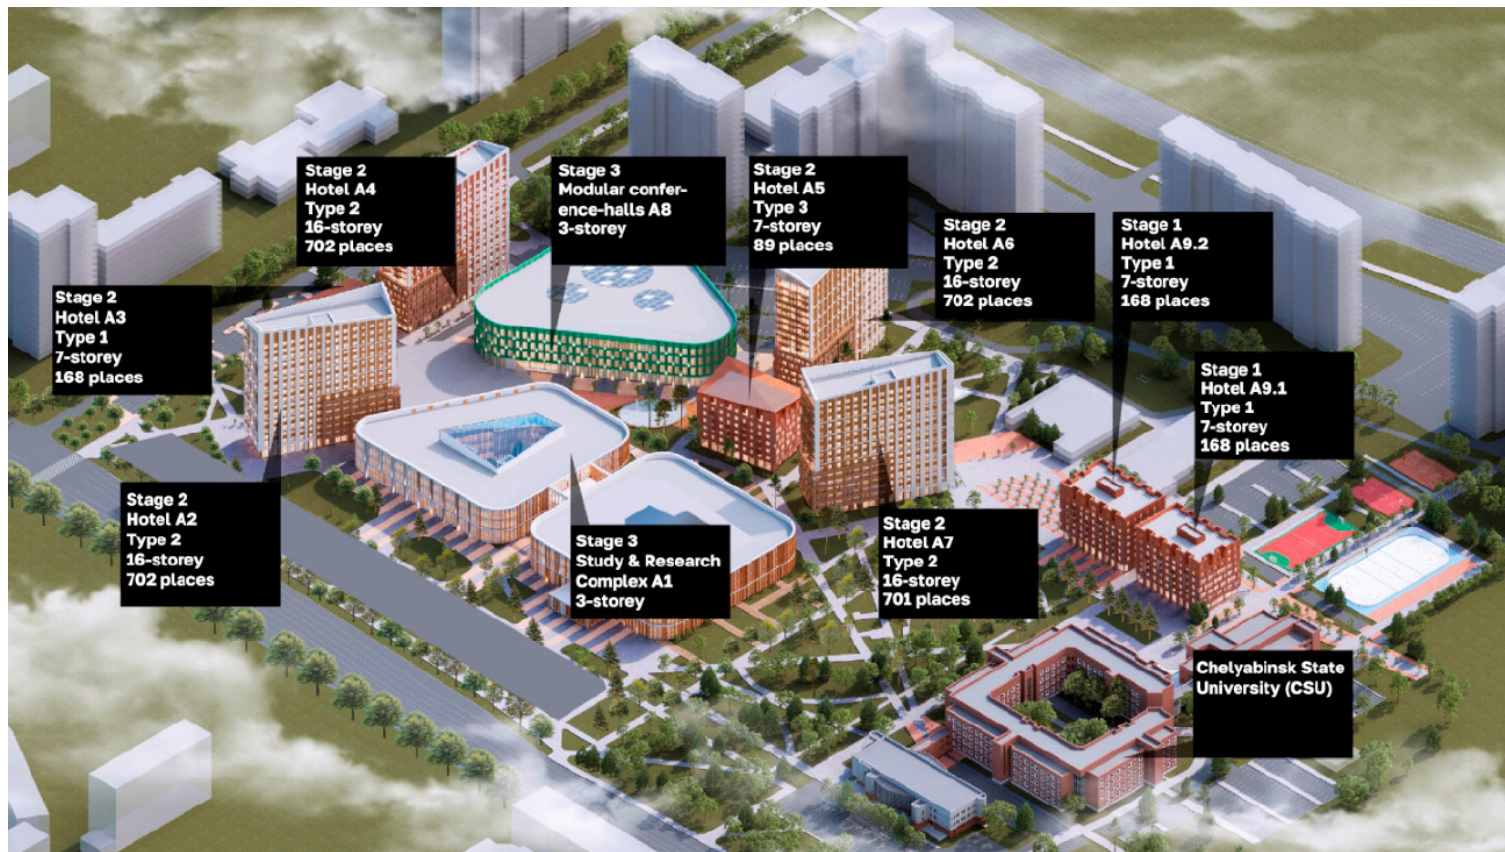 Stage 2
Hotel A4
Type 2
16-storey
702 places
Stage 3
Modular confer-
ence-halls A8
3-storey
Stage 2
Hotel A5
Type 3
7-storey
89 places
Stage 2
Hotel A6
Type 2
16-storey
702 places
Stage 1
Hotel A9.2
Type 1
7-storey
168 places
Stage 2
Hotel A3
Type 1
7-storey
168 places
Stage 1
Hotel A9.1
Type 1
7-storey
168 places
Stage 2
Hotel A2
Type 2
16-storey
702 places
Stage 3
Study & Research
Complex A1
3-storey
Stage 2
Hotel A7
Type 2
16-storey
701 places
Chelyabinsk State
University (CSU)